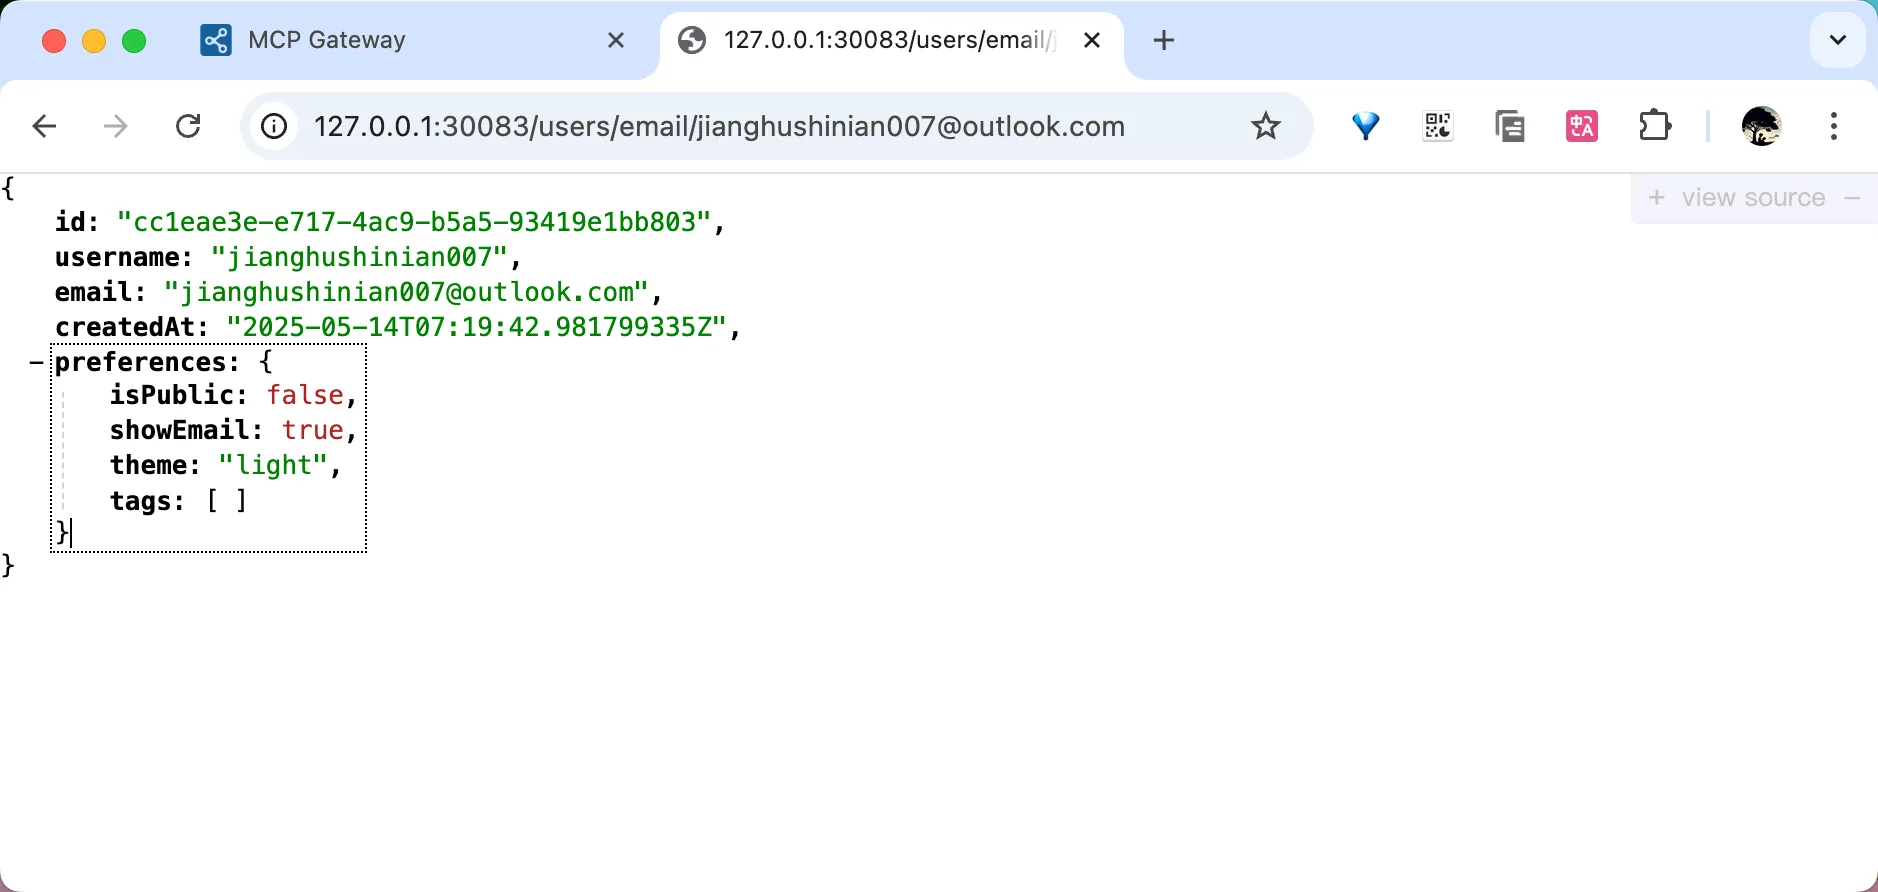 MCP Gateway
127.0.0.1:30083/users/email/j
127.0.0.1:30083/users/email/jianghushinian007@outlook.com
中 A
+ view source −
{
id: "cc1eae3e-e717-4ac9-b5a5-93419e1bb803",
username: "jianghushinian007",
email: "jianghushinian007@outlook.com",
createdAt: "2025-05-14T07:19:42.981799335Z",
− preferences: {
isPublic: false,
showEmail: true,
theme: "light",
tags: [ ]
}
}